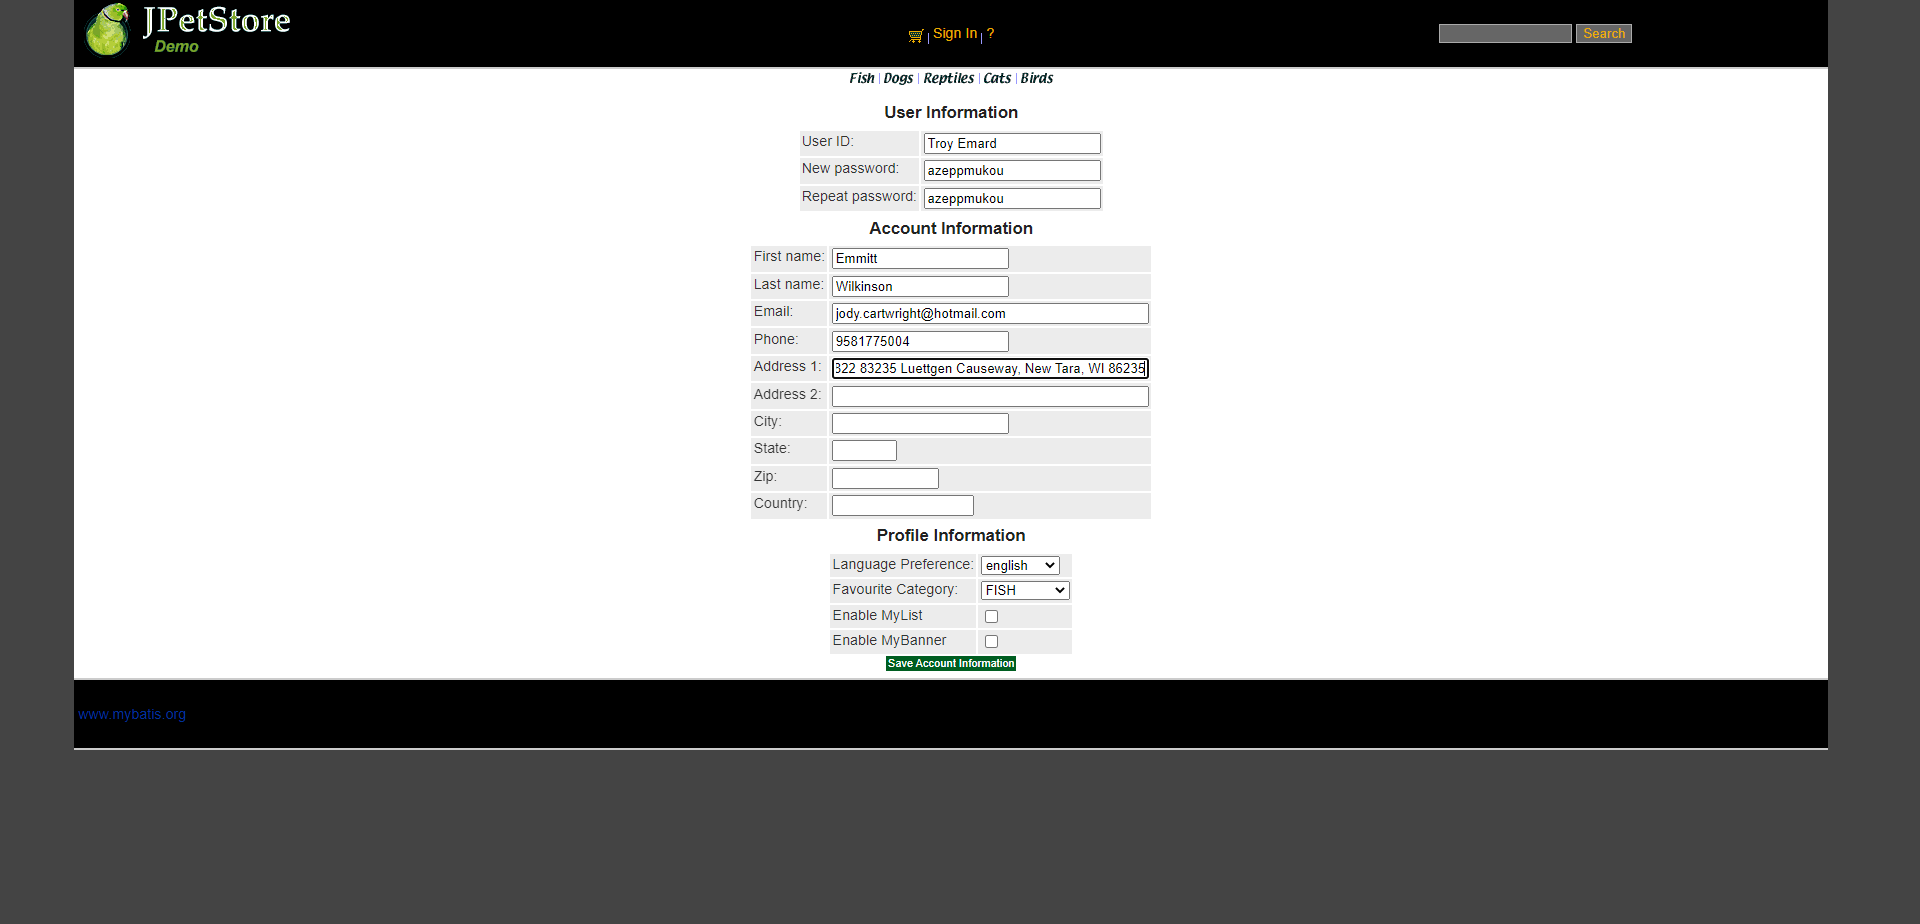 JPetStore
Demo
Sign In | ?
Search
Fish | Dogs | Reptiles | Cats | Birds
User Information
User ID: Troy Emard
New password: azeppmukou
Repeat password: azeppmukou
Account Information
First name: Emmitt
Last name: Wilkinson
Email: jody.cartwright@hotmail.com
Phone: 9581775004
Address 1: 322 83235 Luettgen Causeway, New Tara, WI 86235
Address 2:
City:
State:
Zip:
Country:
Profile Information
Language Preference: english
Favourite Category: FISH
Enable MyList
Enable MyBanner
Save Account Information
www.mybatis.org